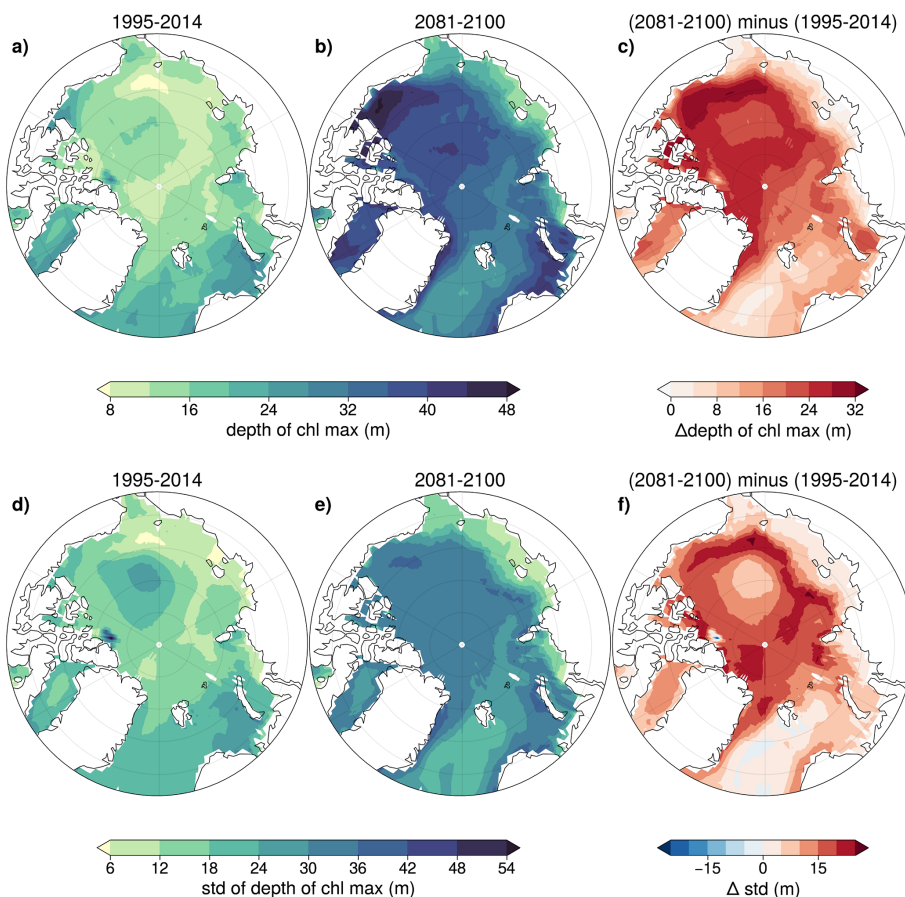 1995-2014
2081-2100
(2081-2100) minus (1995-2014)
a)
b)
c)
8 16 24 32 40 48
depth of chl max (m)
0 8 16 24 32
Δdepth of chl max (m)
1995-2014
2081-2100
(2081-2100) minus (1995-2014)
d)
e)
f)
6 12 18 24 30 36 42 48 54
std of depth of chl max (m)
−15 0 15
Δ std (m)